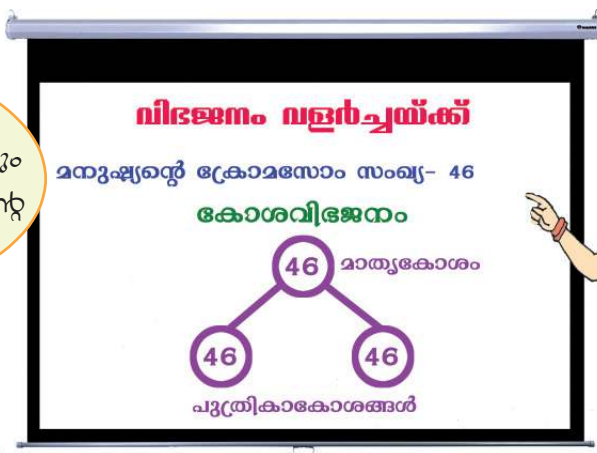 വിഭജനം വളർച്ചയ്ക്ക്
മനുഷ്യന്റെ ക്രോമസോം സംഖ്യ- 46
കോശവിഭജനം
46 മാതൃകോശം
46 46
പുത്രികാകോശങ്ങൾ